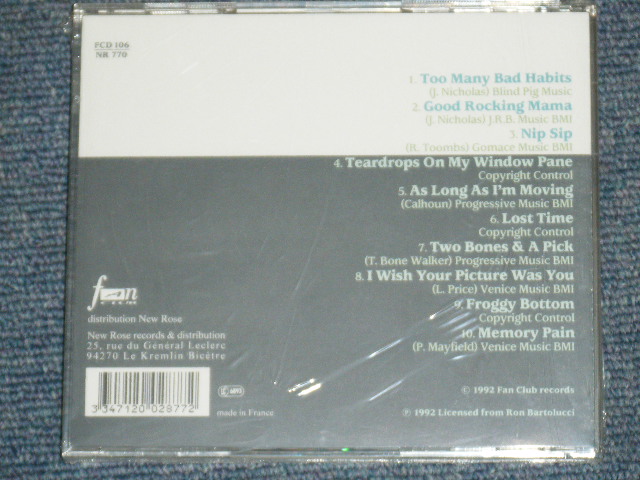 FCD 106
NR 770
1. Too Many Bad Habits
(J. Nicholas) Blind Pig Music
2. Good Rocking Mama
(J. Nicholas) J.R.B. Music BMI
3. Nip Sip
(R. Toombs) Gomace Music BMI
4. Teardrops On My Window Pane
Copyright Control
5. As Long As I'm Moving
(Calhoun) Progressive Music BMI
6. Lost Time
Copyright Control
7. Two Bones & A Pick
(T. Bone Walker) Progressive Music BMI
8. I Wish Your Picture Was You
(L. Price) Venice Music BMI
9. Froggy Bottom
Copyright Control
10. Memory Pain
(P. Mayfield) Venice Music BMI
fan
CLUB
distribution New Rose
New Rose records & distribution
25, rue du Général Leclerc
94270 Le Kremlin Bicêtre
3 347120 028772
made in France
© 1992 Fan Club records
℗ 1992 Licensed from Ron Bartolucci